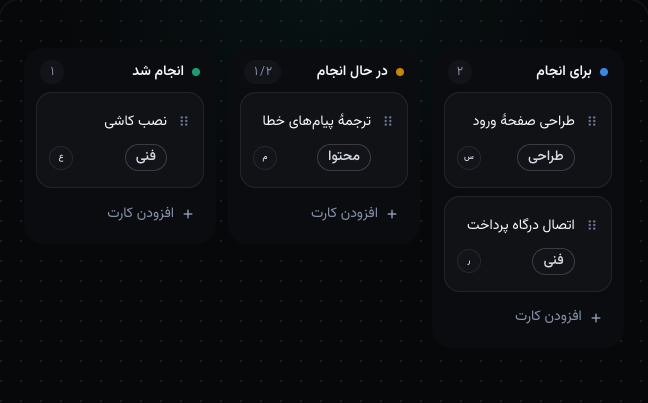 برای انجام
۲
طراحی صفحهٔ ورود
طراحی
س
اتصال درگاه پرداخت
فنی
ر
+ افزودن کارت
در حال انجام
۱/۲
ترجمهٔ پیام‌های خطا
محتوا
م
+ افزودن کارت
انجام شد
۱
نصب کاشی
فنی
ع
+ افزودن کارت